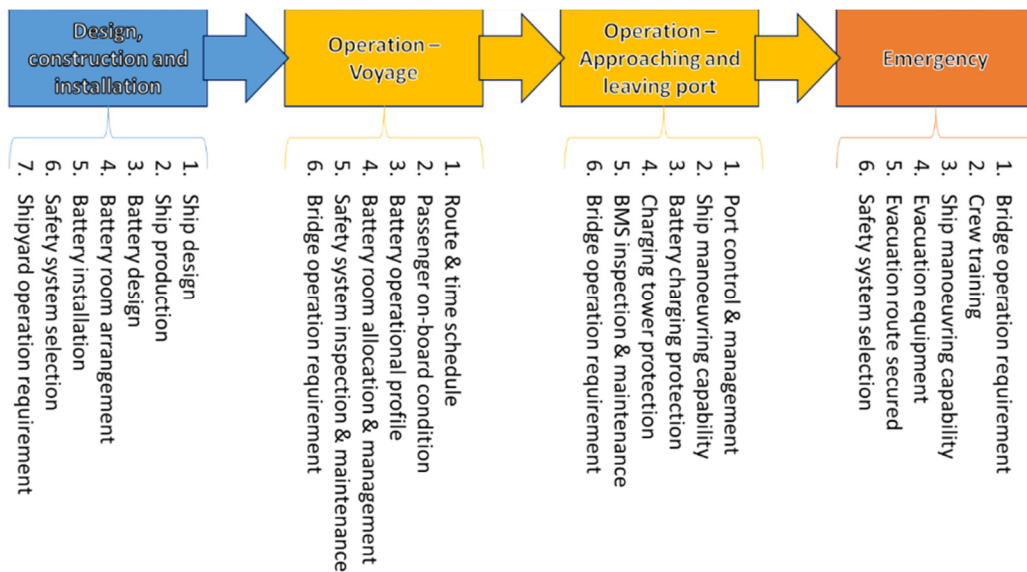 Design,
construction and
installation
1. Ship design
2. Ship production
3. Battery design
4. Battery room arrangement
5. Battery installation
6. Safety system selection
7. Shipyard operation requirement
Operation –
Voyage
1. Route & time schedule
2. Passenger on-board condition
3. Battery operational profile
4. Battery room allocation & management
5. Safety system inspection & maintenance
6. Bridge operation requirement
Operation –
Approaching and
leaving port
1. Port control & management
2. Ship manoeuvring capability
3. Battery charging protection
4. Charging tower protection
5. BMS inspection & maintenance
6. Bridge operation requirement
Emergency
1. Bridge operation requirement
2. Crew training
3. Ship manoeuvring capability
4. Evacuation equipment
5. Evacuation route secured
6. Safety system selection